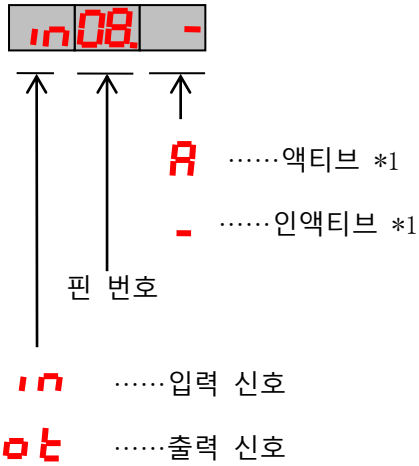 in08. -
A ……액티브 *1
- ……인액티브 *1
핀 번호
in ……입력 신호
ot ……출력 신호